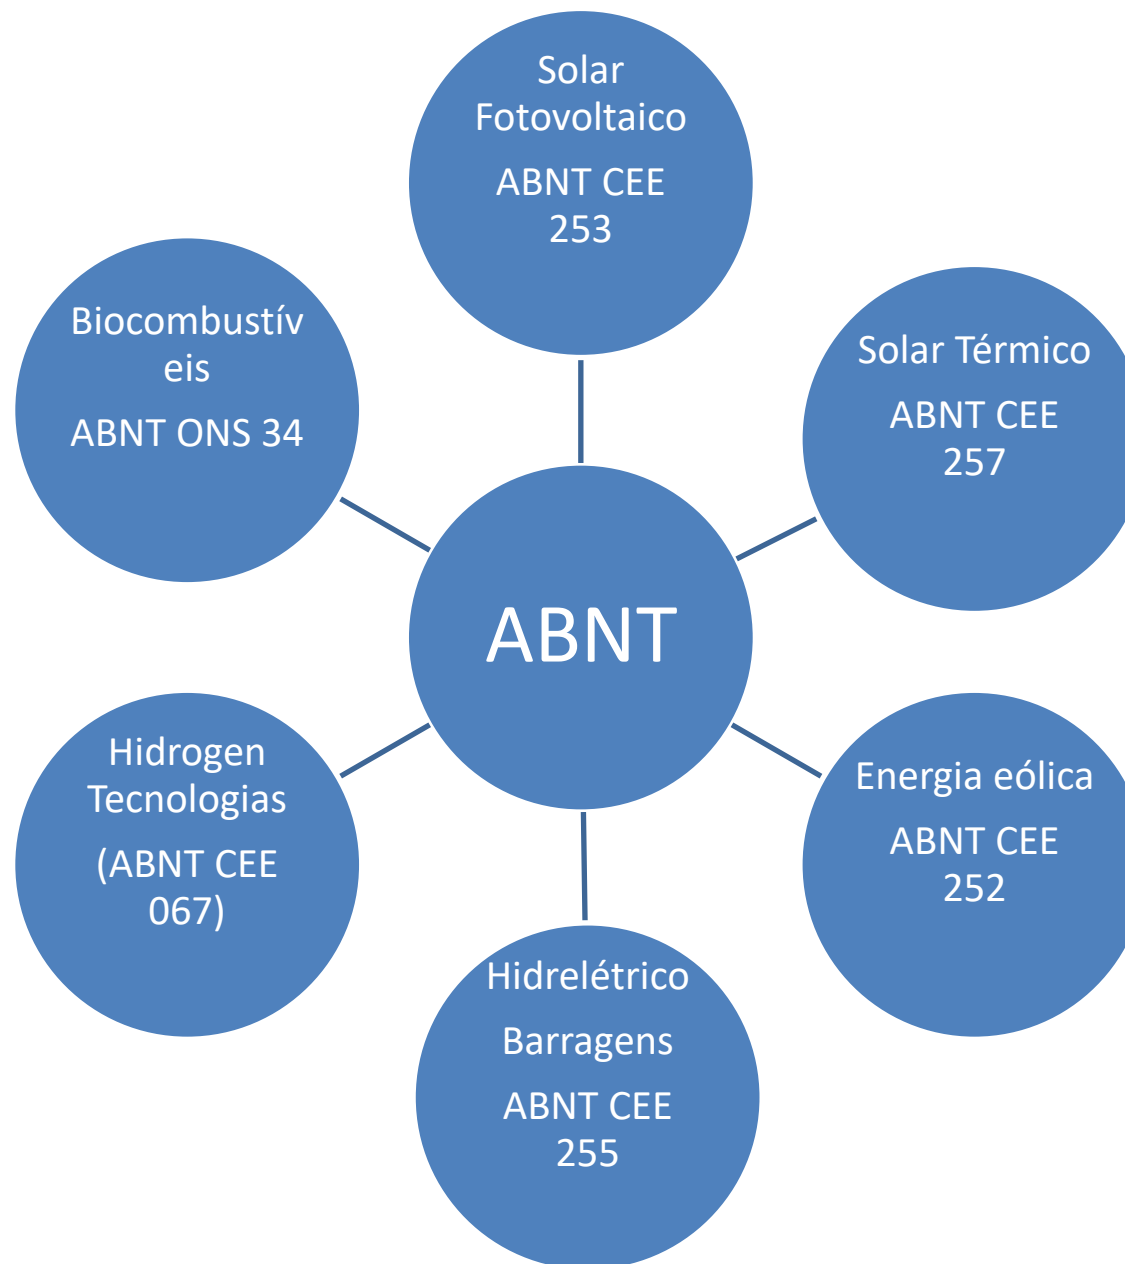 Solar
Fotovoltaico
ABNT CEE
253
Biocombustív
eis
ABNT ONS 34
Solar Térmico
ABNT CEE
257
ABNT
Hidrogen
Tecnologias
(ABNT CEE
067)
Energia eólica
ABNT CEE
252
Hidrelétrico
Barragens
ABNT CEE
255